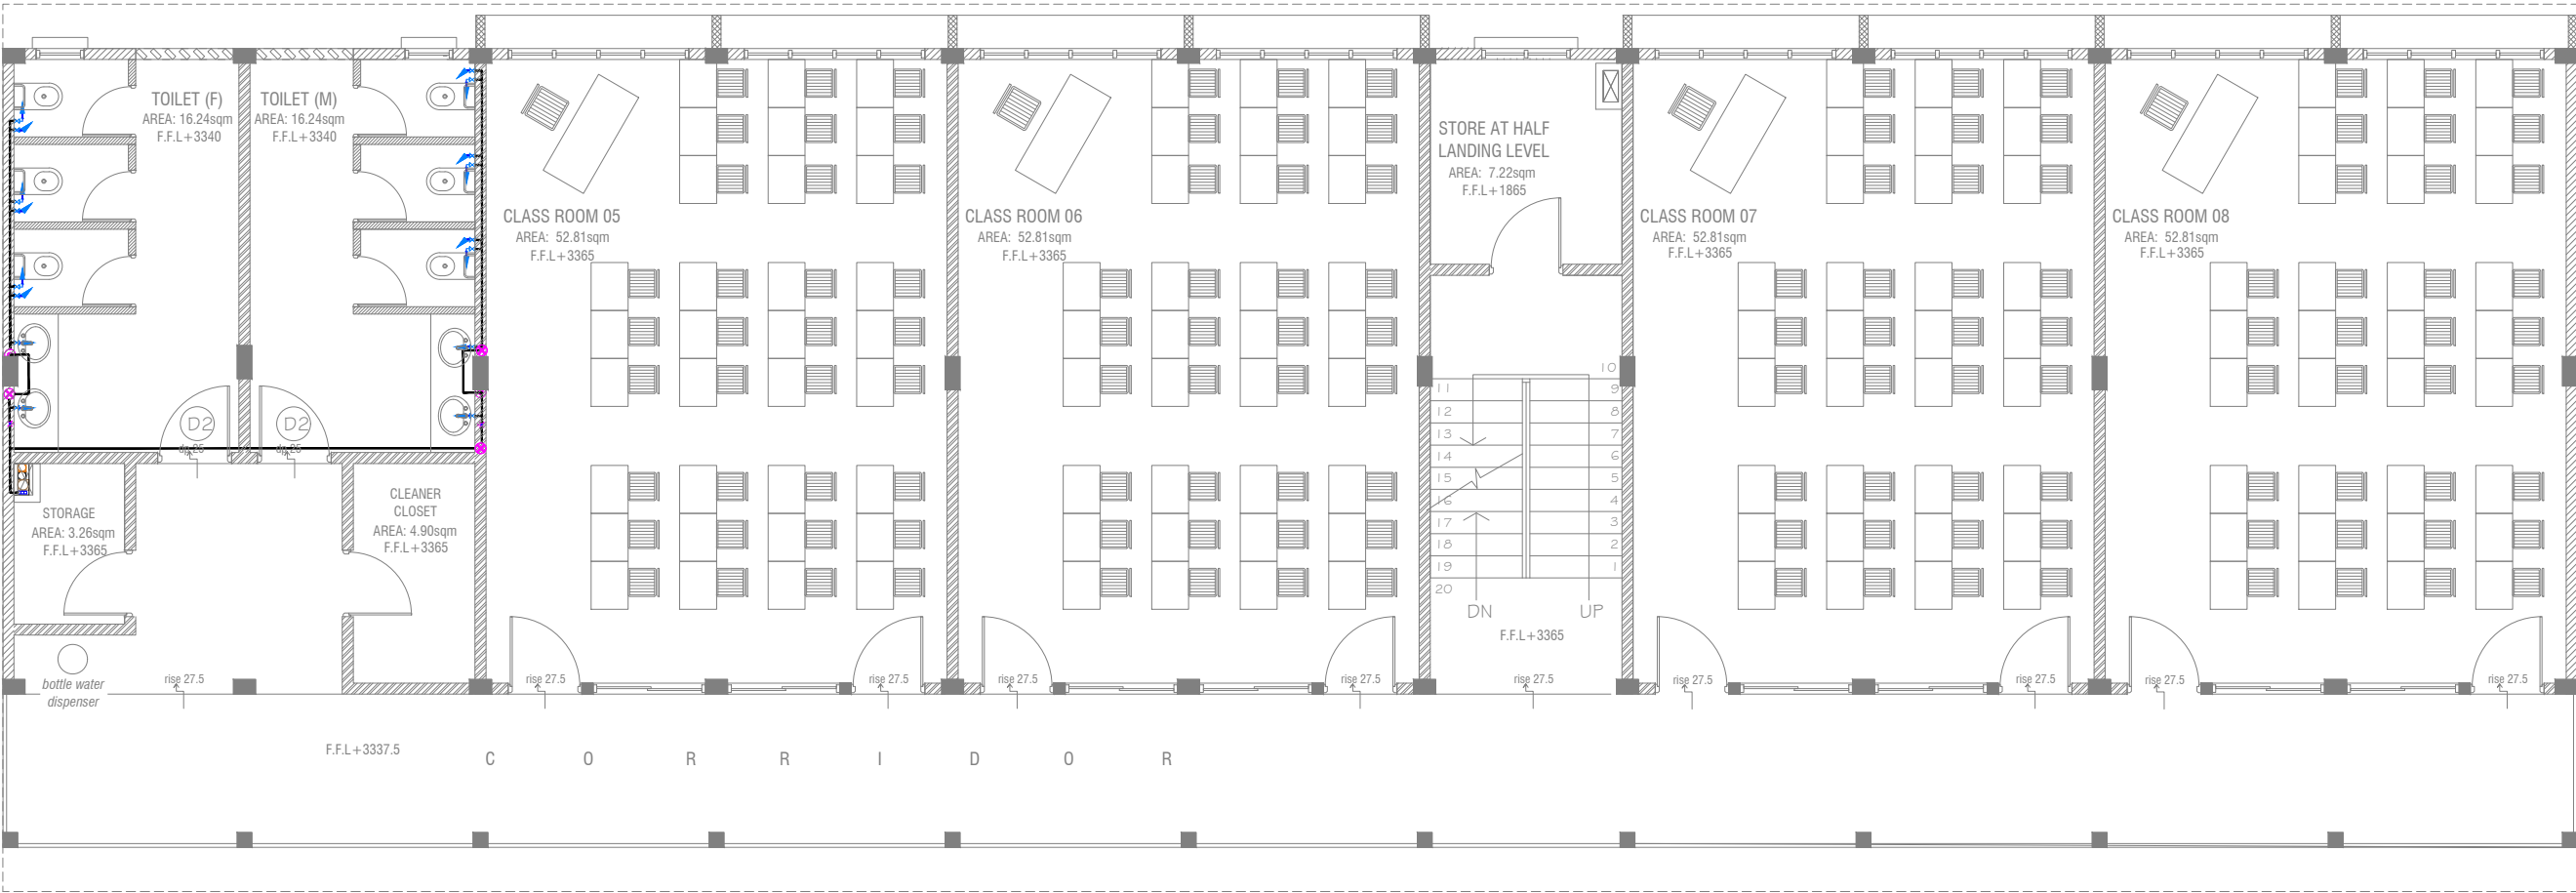 TOILET (F)
AREA: 16.24sqm
F.F.L+3340
TOILET (M)
AREA: 16.24sqm
F.F.L+3340
STORE AT HALF
LANDING LEVEL
AREA: 7.22sqm
F.F.L+1865
CLASS ROOM 05
AREA: 52.81sqm
F.F.L+3365
CLASS ROOM 06
AREA: 52.81sqm
F.F.L+3365
CLASS ROOM 07
AREA: 52.81sqm
F.F.L+3365
CLASS ROOM 08
AREA: 52.81sqm
F.F.L+3365
D2
D2
dp 25
dp 25
10
11
9
12
8
13
7
14
6
15
5
16
4
17
3
18
2
19
1
20
DN
UP
F.F.L+3365
STORAGE
AREA: 3.26sqm
F.F.L+3365
CLEANER
CLOSET
AREA: 4.90sqm
F.F.L+3365
bottle water
dispenser
rise 27.5
rise 27.5
rise 27.5
rise 27.5
rise 27.5
rise 27.5
rise 27.5
rise 27.5
rise 27.5
rise 27.5
F.F.L+3337.5
C O R R I D O R